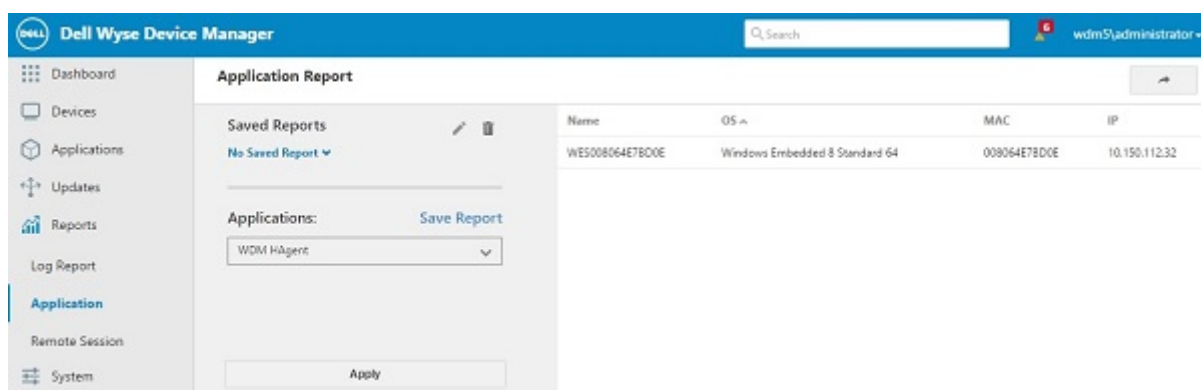 DELL Dell Wyse Device Manager
Search
6
wdm5\administrator
Dashboard
Devices
Applications
Updates
Reports
Log Report
Application
Remote Session
System
Application Report
Saved Reports
No Saved Report
Applications: Save Report
WDM HAgent
Apply
Name OS MAC IP
WES008064E7BD0E Windows Embedded 8 Standard 64 008064E7BD0E 10.150.112.32